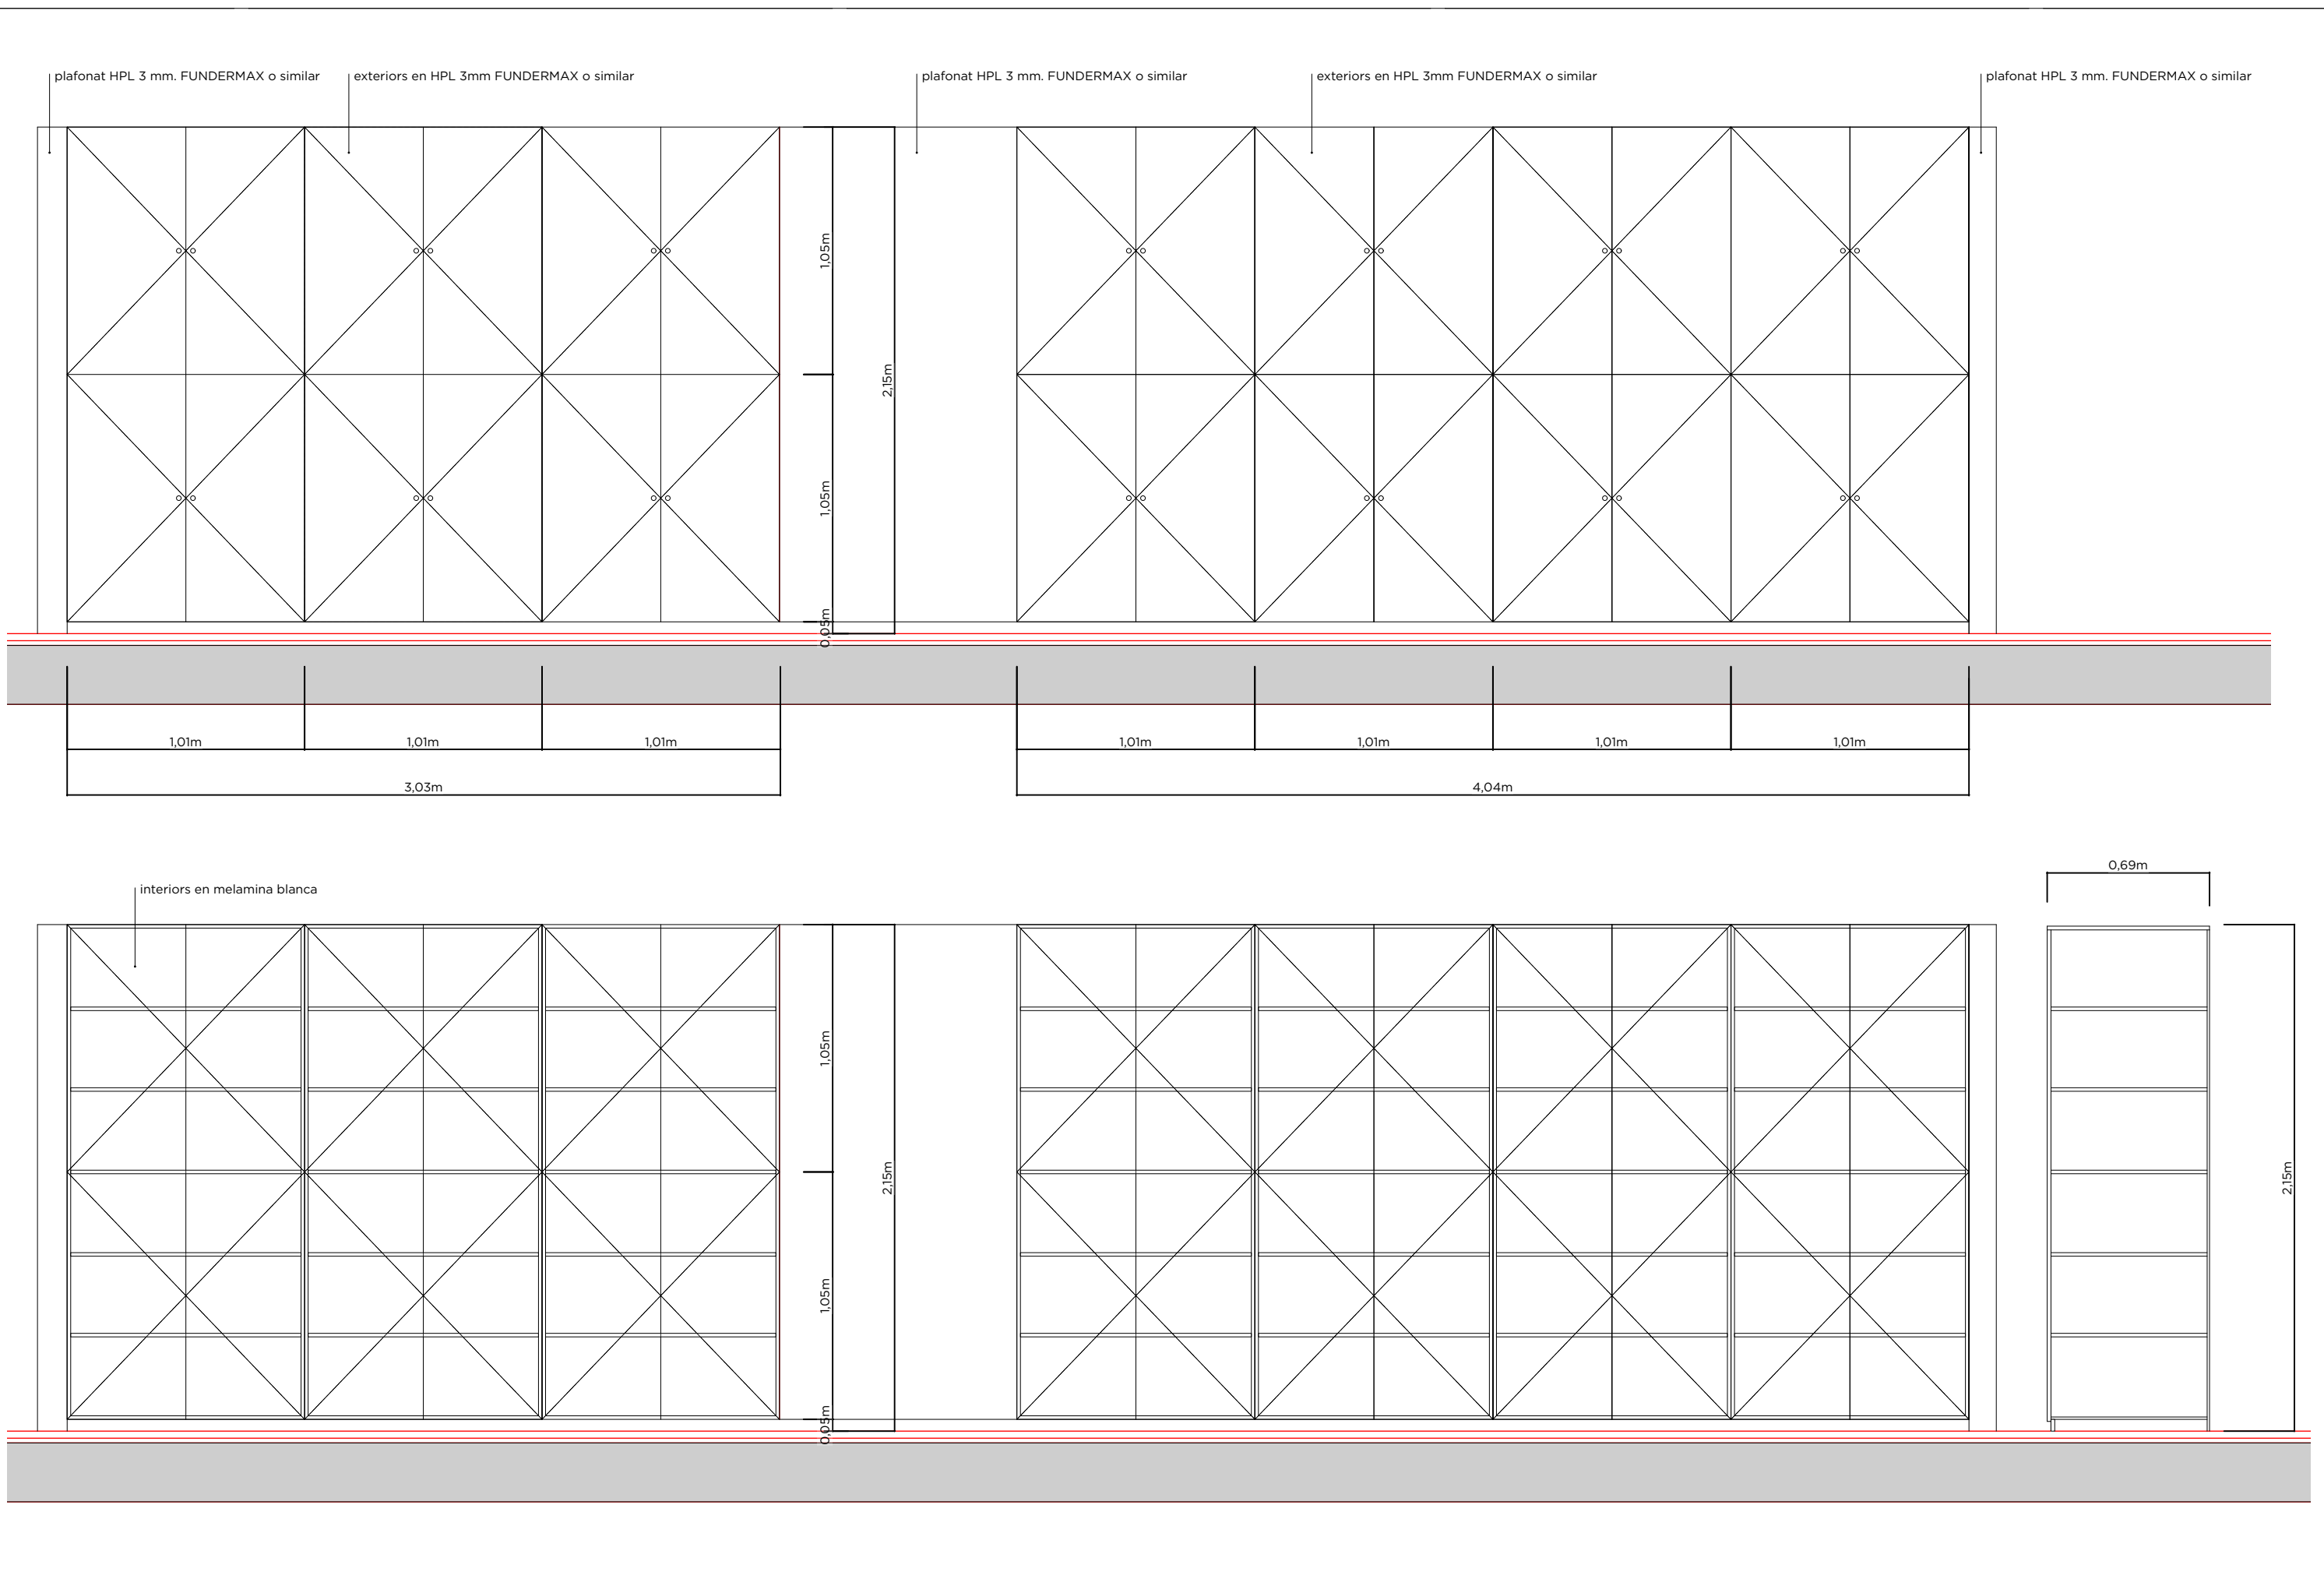 plafonat HPL 3 mm. FUNDERMAX o similar
exteriors en HPL 3mm FUNDERMAX o similar
plafonat HPL 3 mm. FUNDERMAX o similar
exteriors en HPL 3mm FUNDERMAX o similar
plafonat HPL 3 mm. FUNDERMAX o similar
1,05m
2,15m
1,05m
0,05m
1,01m
1,01m
1,01m
1,01m
1,01m
1,01m
1,01m
3,03m
4,04m
0,69m
interiors en melamina blanca
1,05m
2,15m
2,15m
1,05m
0,05m